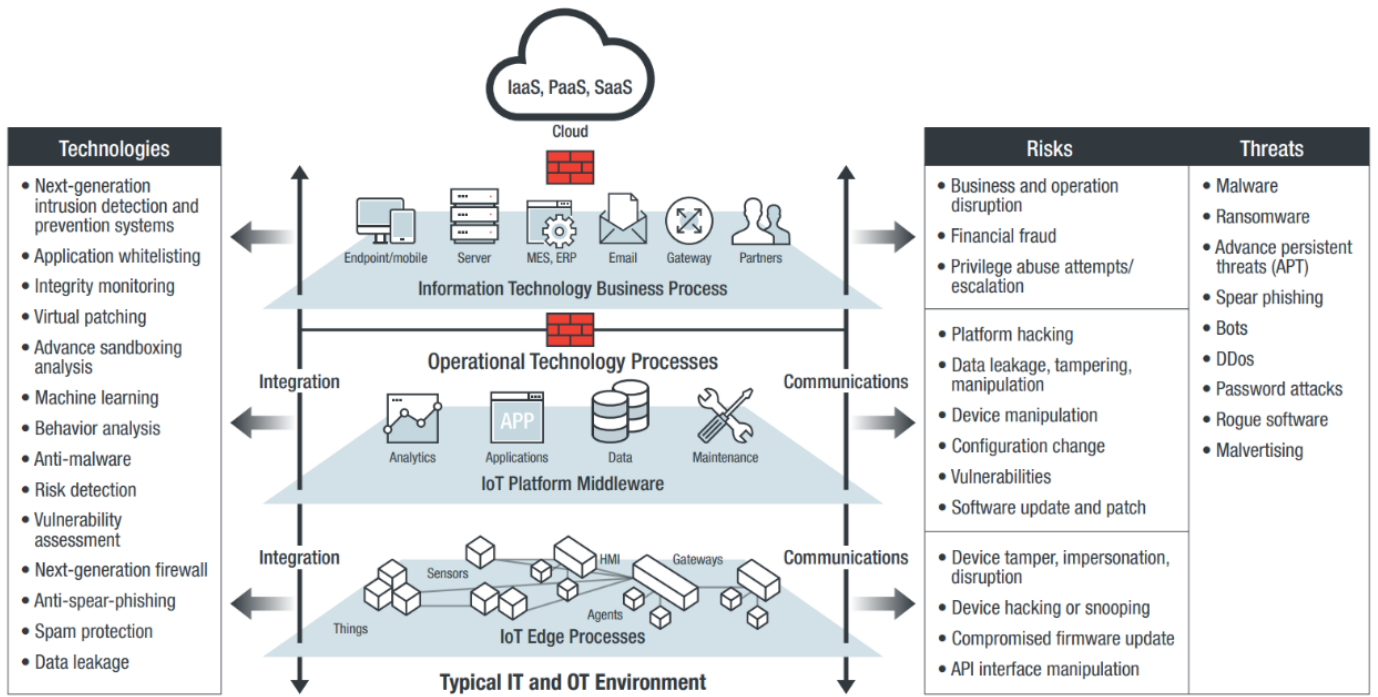 IaaS, PaaS, SaaS
Cloud
Technologies
• Next-generation
intrusion detection and
prevention systems
• Application whitelisting
• Integrity monitoring
• Virtual patching
• Advance sandboxing
analysis
• Machine learning
• Behavior analysis
• Anti-malware
• Risk detection
• Vulnerability
assessment
• Next-generation firewall
• Anti-spear-phishing
• Spam protection
• Data leakage
Endpoint/mobile
Server
MES, ERP
Email
Gateway
Partners
Information Technology Business Process
Operational Technology Processes
Integration
Communications
APP
Analytics
Applications
Data
Maintenance
IoT Platform Middleware
Integration
Communications
Sensors
HMI
Gateways
Things
Agents
IoT Edge Processes
Typical IT and OT Environment
Risks
• Business and operation
disruption
• Financial fraud
• Privilege abuse attempts/
escalation
• Platform hacking
• Data leakage, tampering,
manipulation
• Device manipulation
• Configuration change
• Vulnerabilities
• Software update and patch
• Device tamper, impersonation,
disruption
• Device hacking or snooping
• Compromised firmware update
• API interface manipulation
Threats
• Malware
• Ransomware
• Advance persistent
threats (APT)
• Spear phishing
• Bots
• DDos
• Password attacks
• Rogue software
• Malvertising